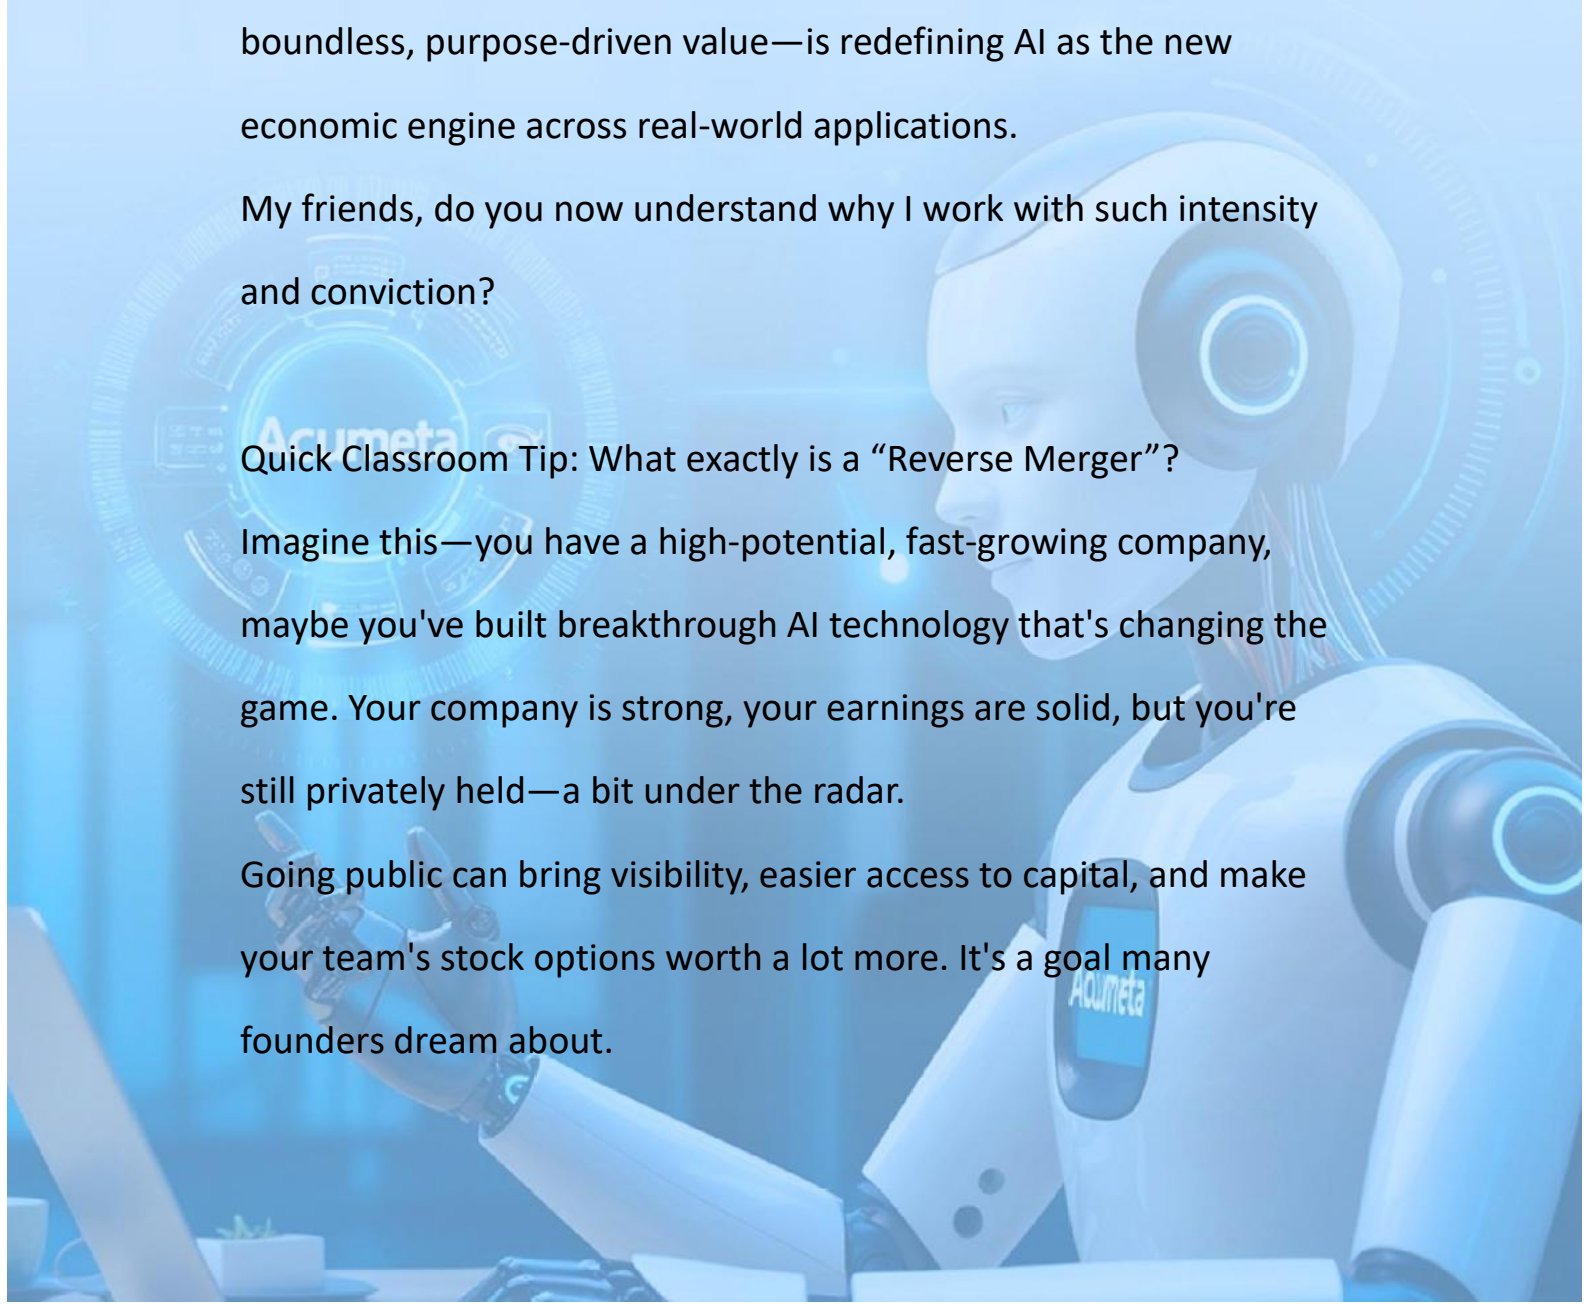 boundless, purpose-driven value—is redefining AI as the new
economic engine across real-world applications.
My friends, do you now understand why I work with such intensity
and conviction?
Acumeta
Quick Classroom Tip: What exactly is a “Reverse Merger”?
Imagine this—you have a high-potential, fast-growing company,
maybe you've built breakthrough AI technology that's changing the
game. Your company is strong, your earnings are solid, but you're
still privately held—a bit under the radar.
Going public can bring visibility, easier access to capital, and make
your team's stock options worth a lot more. It's a goal many
Acumeta
founders dream about.